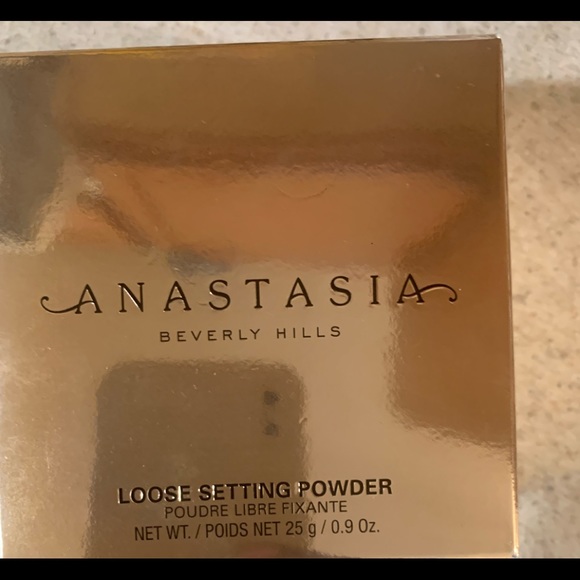 ANASTASIA
BEVERLY HILLS
LOOSE SETTING POWDER
POUDRE LIBRE FIXANTE
NET WT. / POIDS NET 25 g / 0.9 Oz.